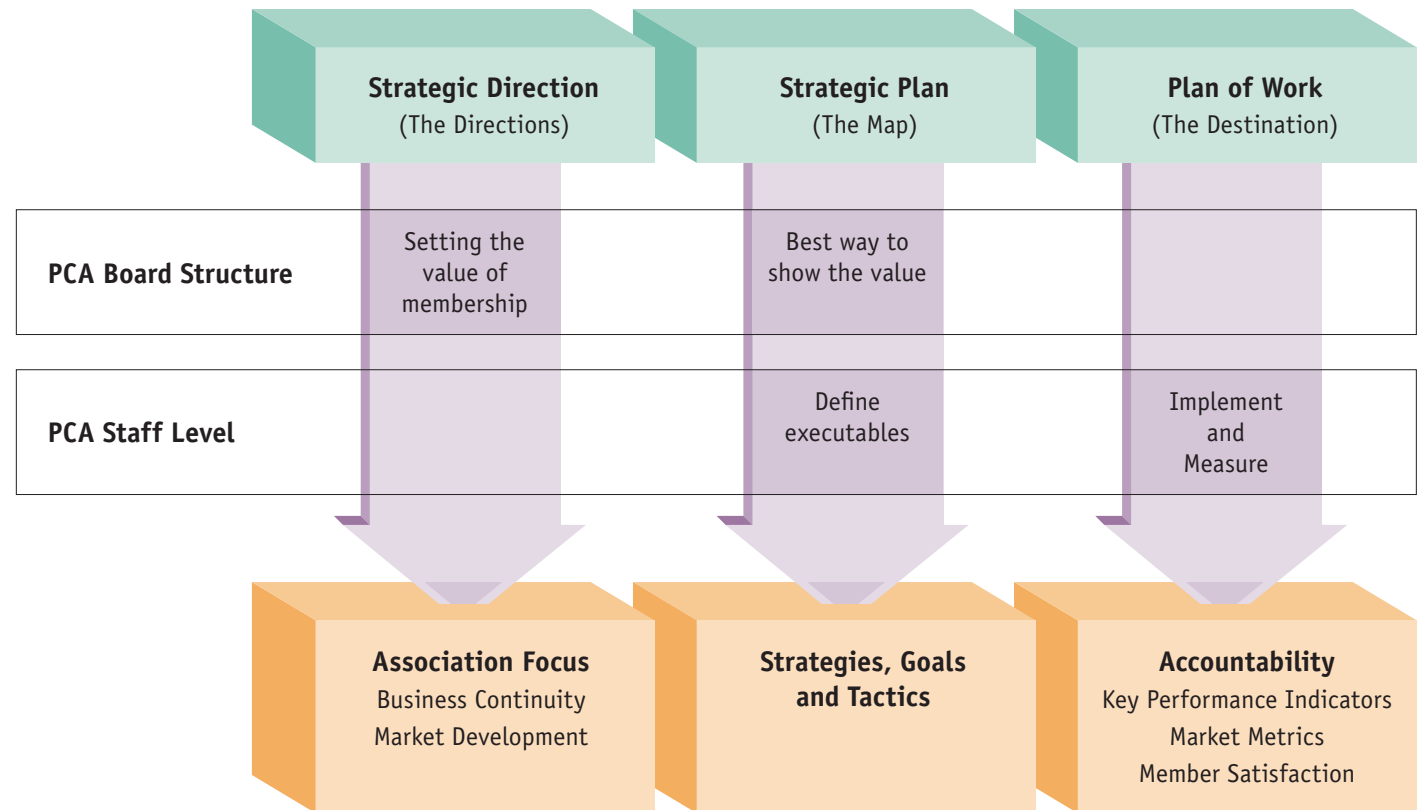 Strategic Direction
(The Directions)
Strategic Plan
(The Map)
Plan of Work
(The Destination)
PCA Board Structure
Setting the
value of
membership
Best way to
show the value
PCA Staff Level
Define
executables
Implement
and
Measure
Association Focus
Business Continuity
Market Development
Strategies, Goals
and Tactics
Accountability
Key Performance Indicators
Market Metrics
Member Satisfaction